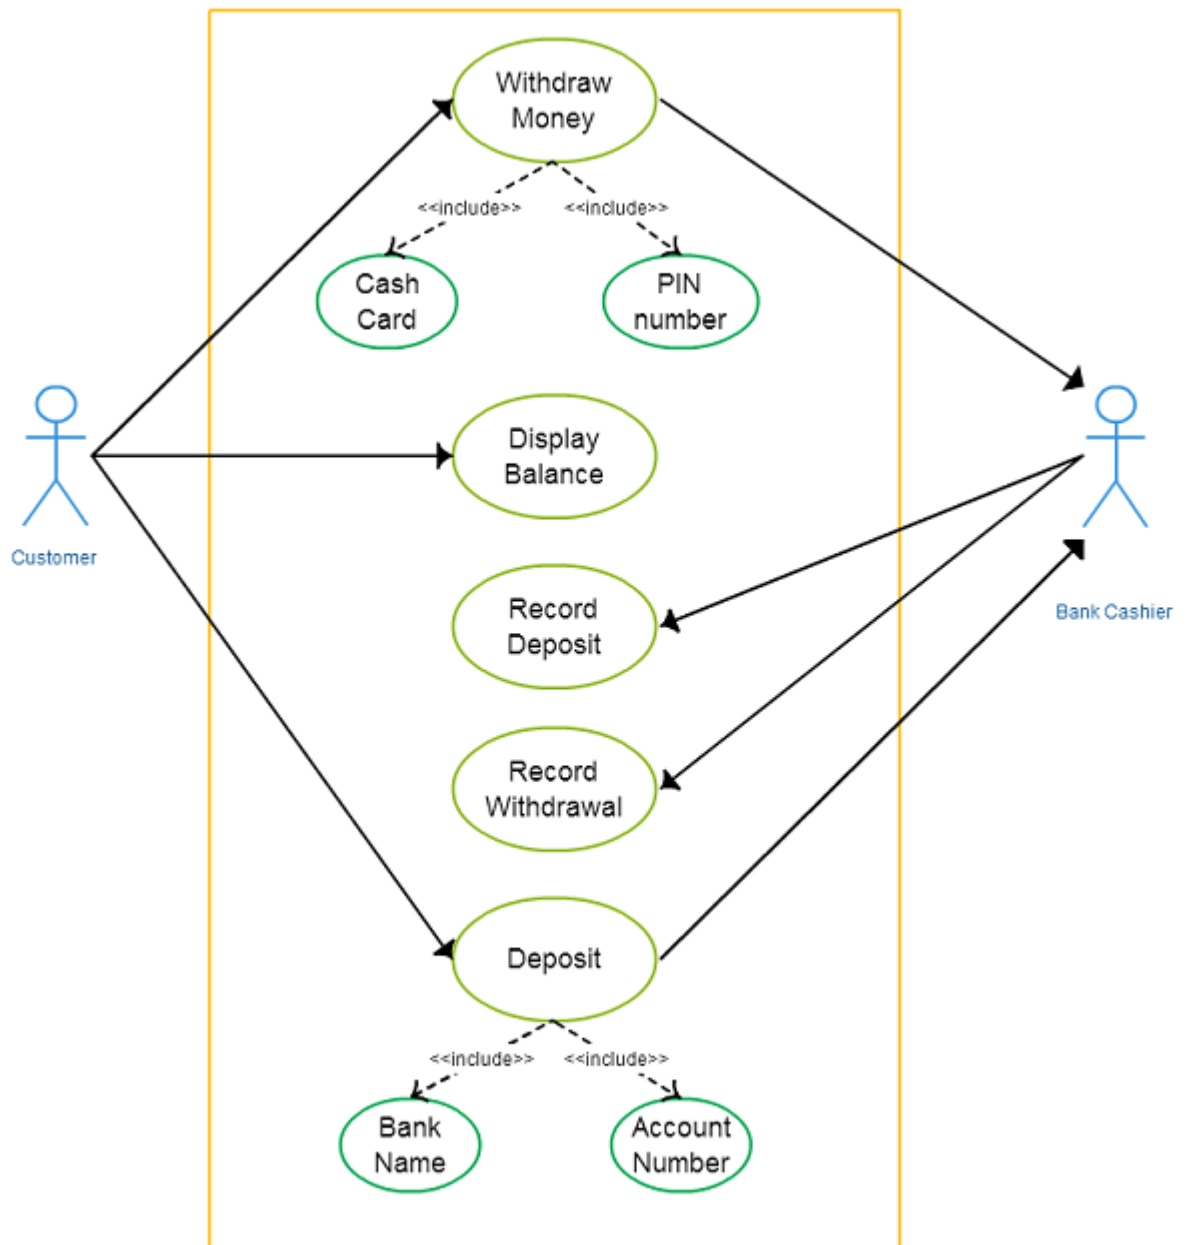 Withdraw
Money
<<include>>
<<include>>
Cash
Card
PIN
number
Display
Balance
Customer
Record
Deposit
Bank Cashier
Record
Withdrawal
Deposit
<<include>>
<<include>>
Bank
Name
Account
Number